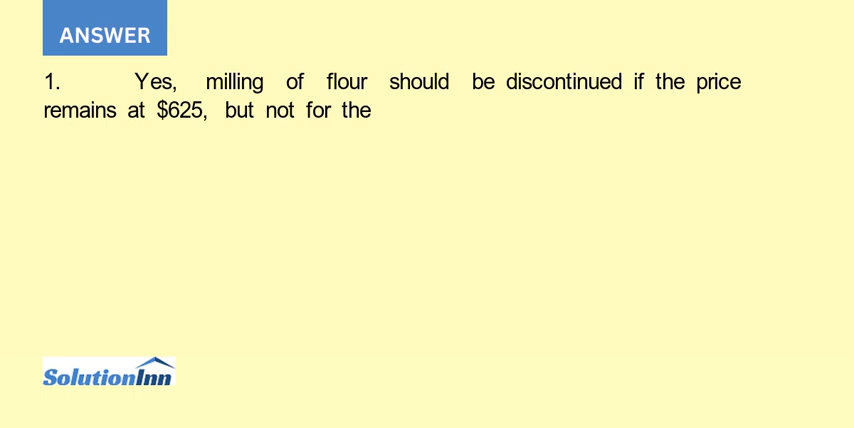 ANSWER
1. Yes, milling of flour should be discontinued if the price
remains at $625, but not for the
SolutionInn